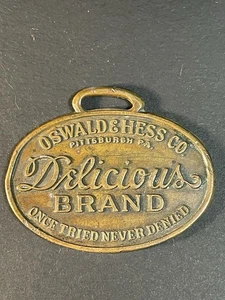 OSWALD & HESS CO.
PITTSBURGH PA.
Delicious
BRAND
ONCE TRIED NEVER DENIED